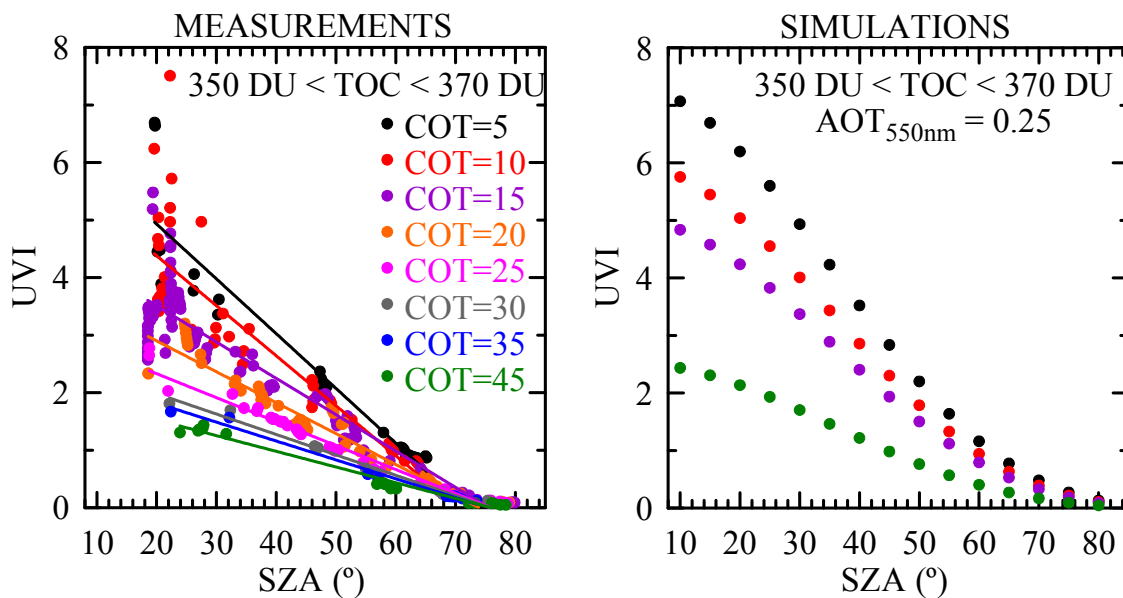 MEASUREMENTS
350 DU < TOC < 370 DU
COT=5
COT=10
COT=15
COT=20
COT=25
COT=30
COT=35
COT=45
UVI
8
6
4
2
0
10 20 30 40 50 60 70 80
SZA (º)
SIMULATIONS
350 DU < TOC < 370 DU
AOT550nm = 0.25
UVI
8
6
4
2
0
10 20 30 40 50 60 70 80
SZA (º)